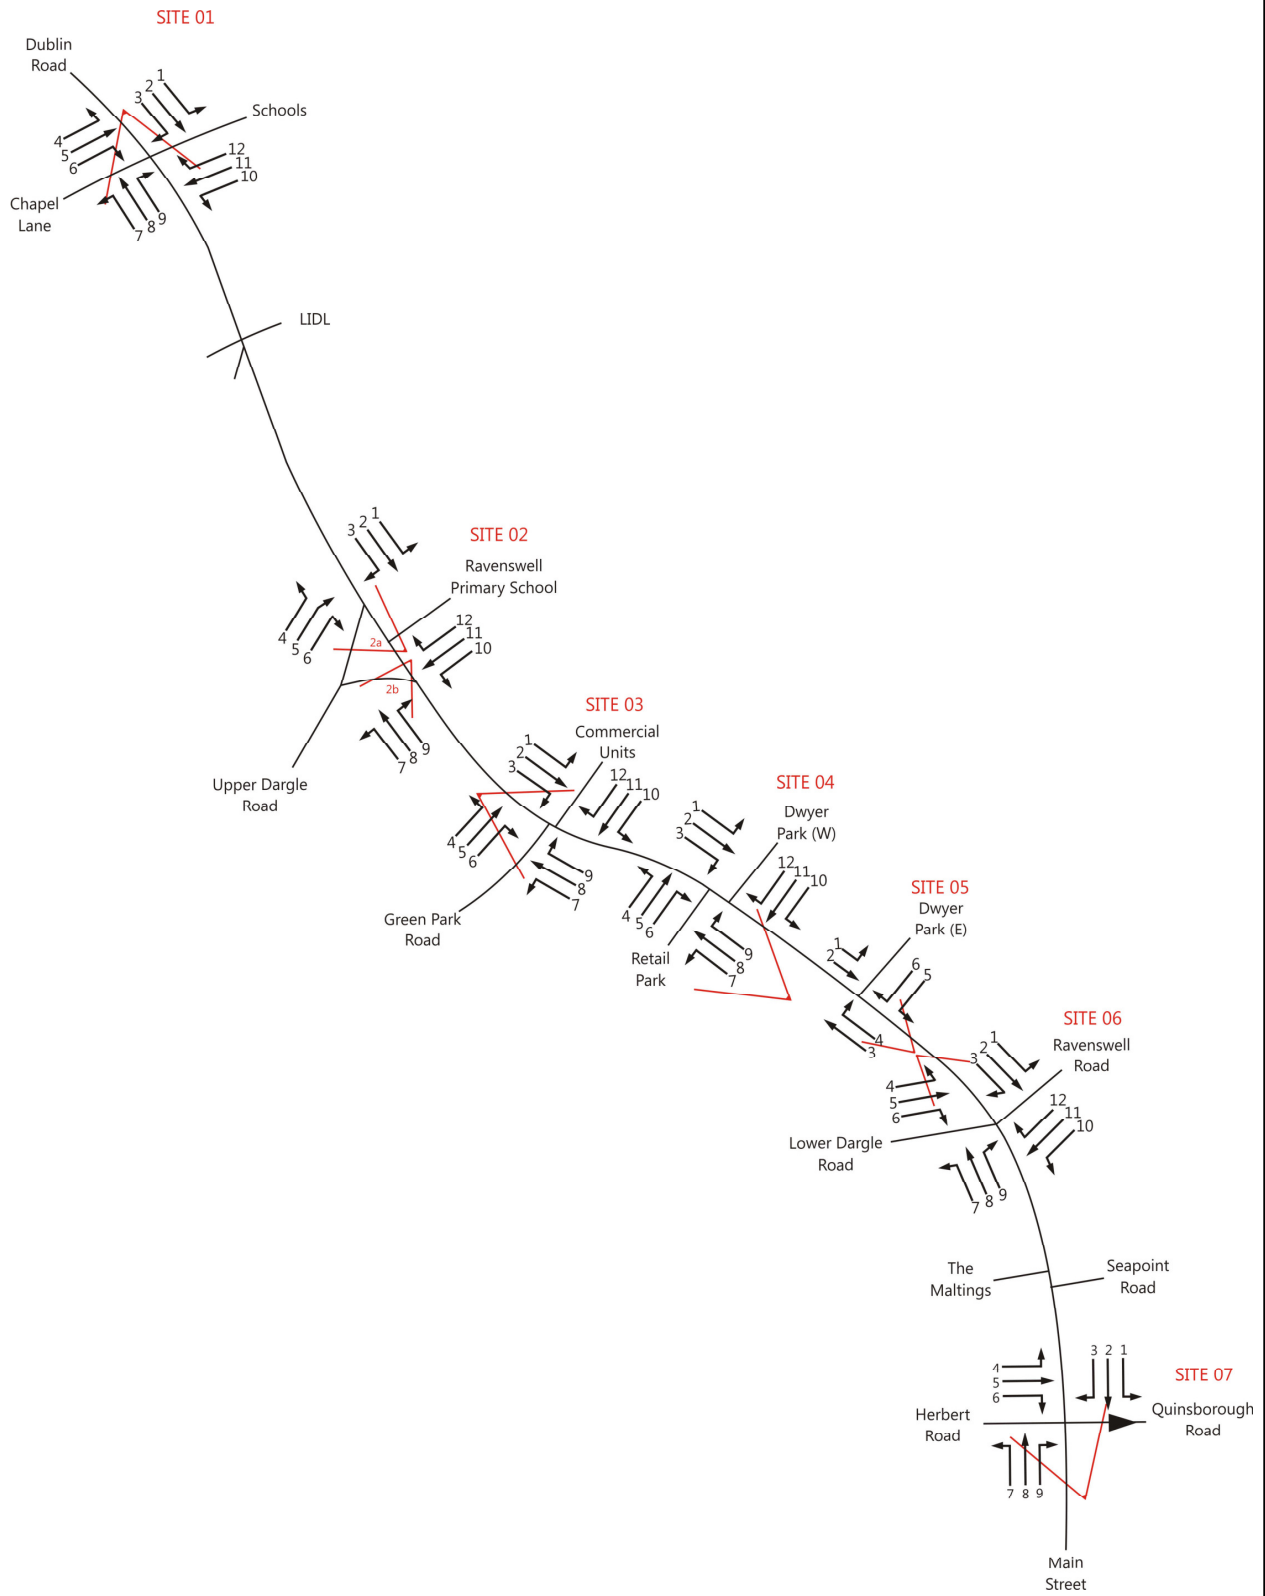 SITE 01
Dublin
Road
1
2
3
Schools
4
5
6
12
11
10
Chapel
Lane
9
8
7
LIDL
1
2
3
SITE 02
Ravenswell
Primary School
4
5
6
2a
12
11
10
2b
9
8
7
Upper Dargle
Road
SITE 03
Commercial
Units
1
2
3
12
11
10
4
5
6
9
8
7
Green Park
Road
SITE 04
Dwyer
Park (W)
1
2
3
12
11
10
4
5
6
9
8
7
Retail
Park
SITE 05
Dwyer
Park (E)
1
2
6
5
4
3
SITE 06
Ravenswell
Road
1
2
3
4
5
6
12
11
10
Lower Dargle
Road
9
8
7
The
Maltings
Seapoint
Road
3 2 1
4
5
6
SITE 07
Herbert
Road
Quinsborough
Road
7 8 9
Main
Street